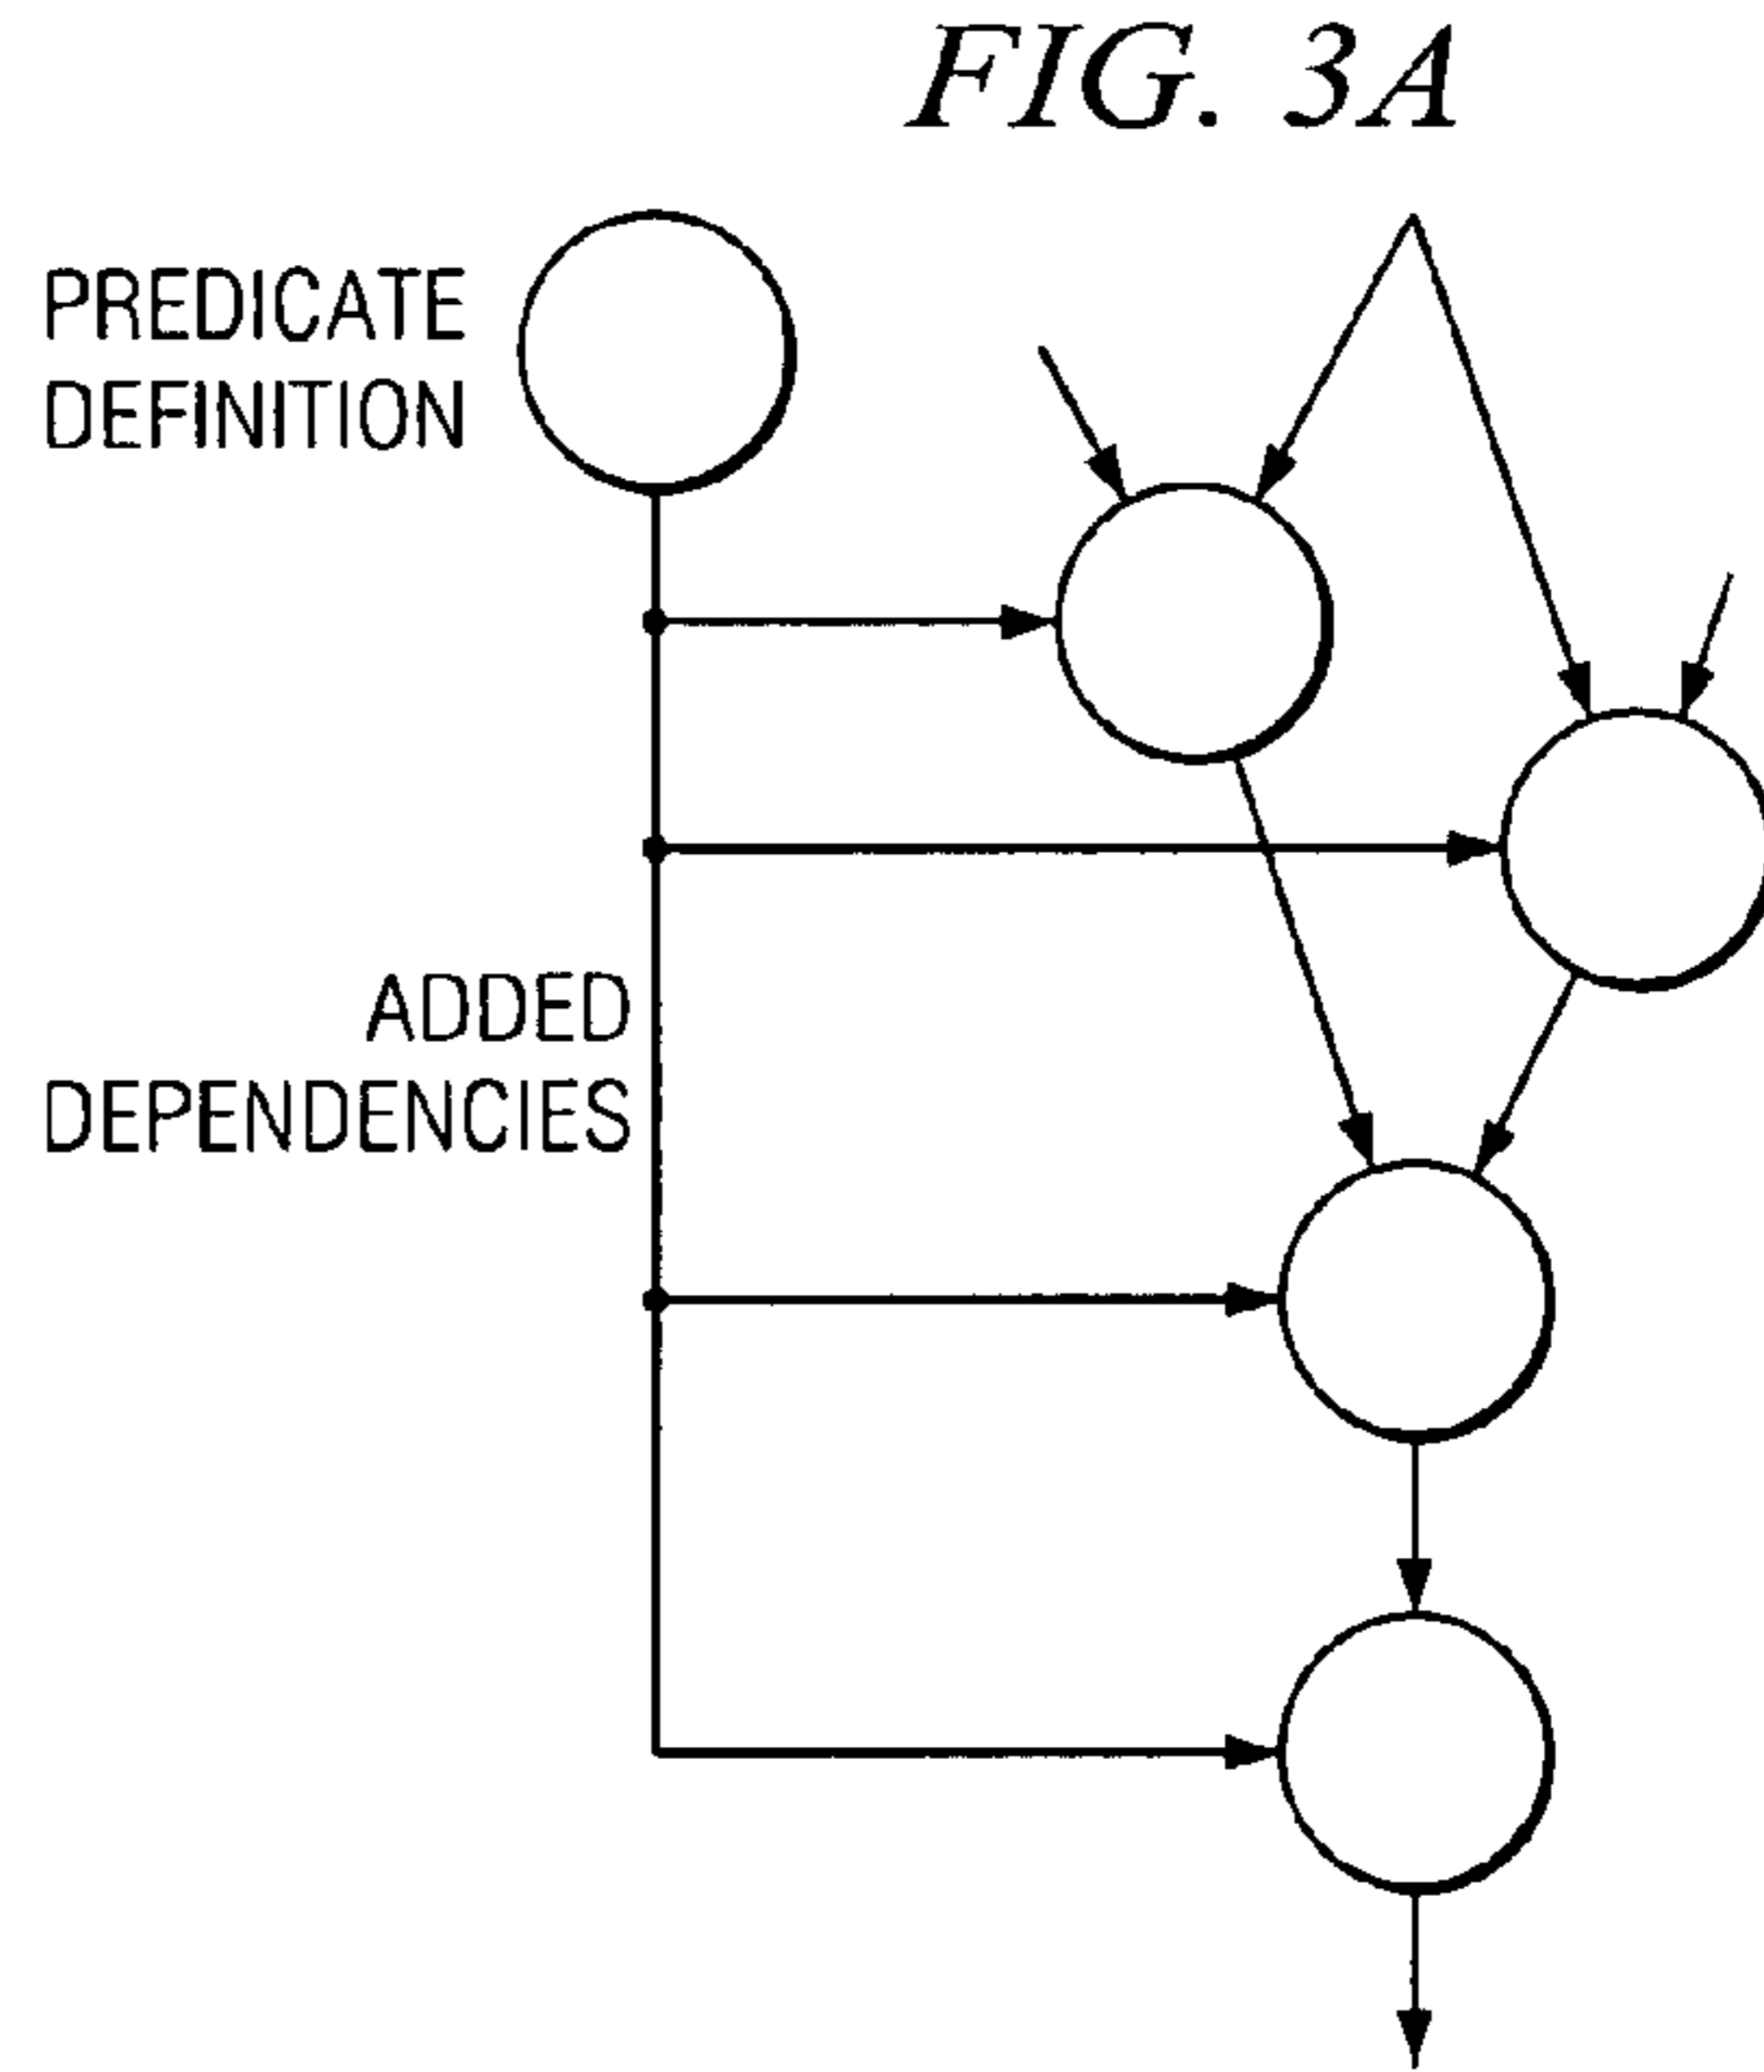 FIG. 3A
PREDICATE
DEFINITION
ADDED
DEPENDENCIES